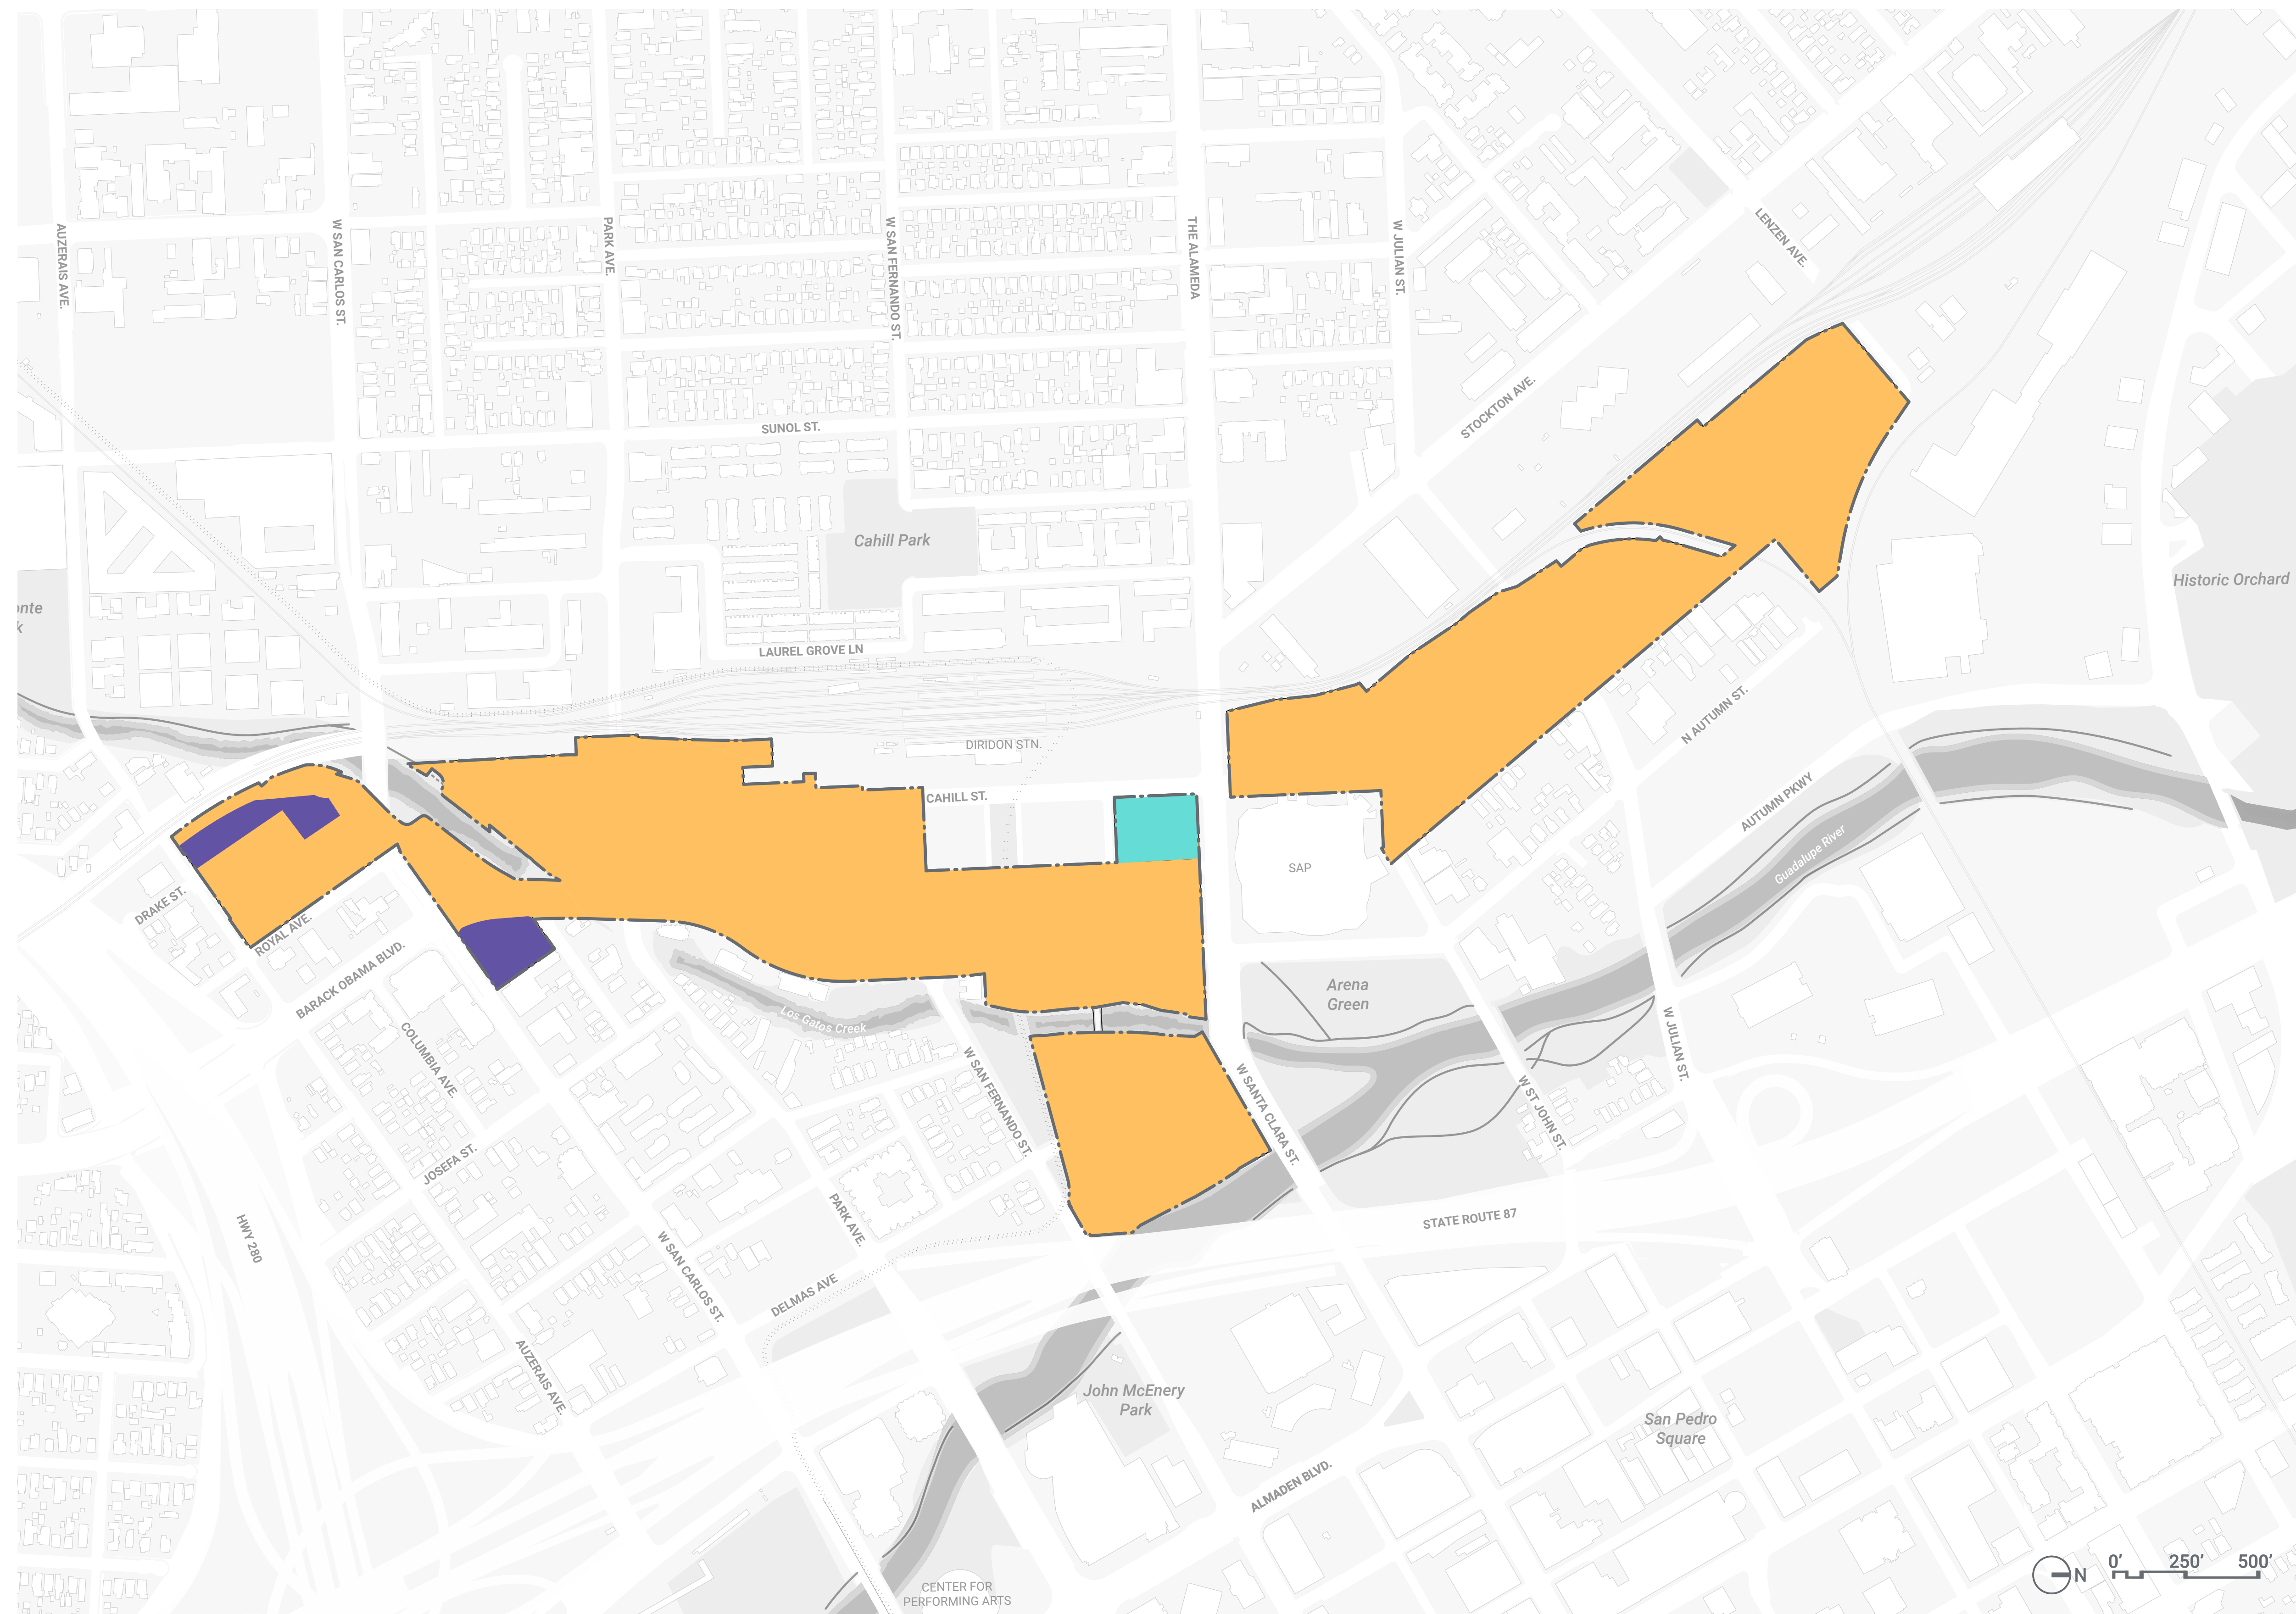 AUZERAIS AVE.
W SAN CARLOS ST.
PARK AVE.
W SAN FERNANDO ST.
THE ALAMEDA
W JULIAN ST.
LENZEN AVE.
STOCKTON AVE.
SUNOL ST.
Cahill Park
Historic Orchard
onte
k
LAUREL GROVE LN
DIRIDON STN.
N AUTUMN ST.
CAHILL ST.
AUTUMN PKWY
Guadalupe River
SAP
DRAKE ST.
ROYAL AVE.
BARACK OBAMA BLVD.
Arena
Green
Los Gatos Creek
COLUMBIA AVE.
W SAN FERNANDO ST.
W SANTA CLARA ST.
W ST JOHN ST.
W JULIAN ST.
JOSEFA ST.
HWY 280
PARK AVE.
STATE ROUTE 87
W SAN CARLOS ST.
DELMAS AVE
AUZERAIS AVE.
John McEnery
Park
San Pedro
Square
ALMADEN BLVD.
CENTER FOR
PERFORMING ARTS
N
0' 250' 500'